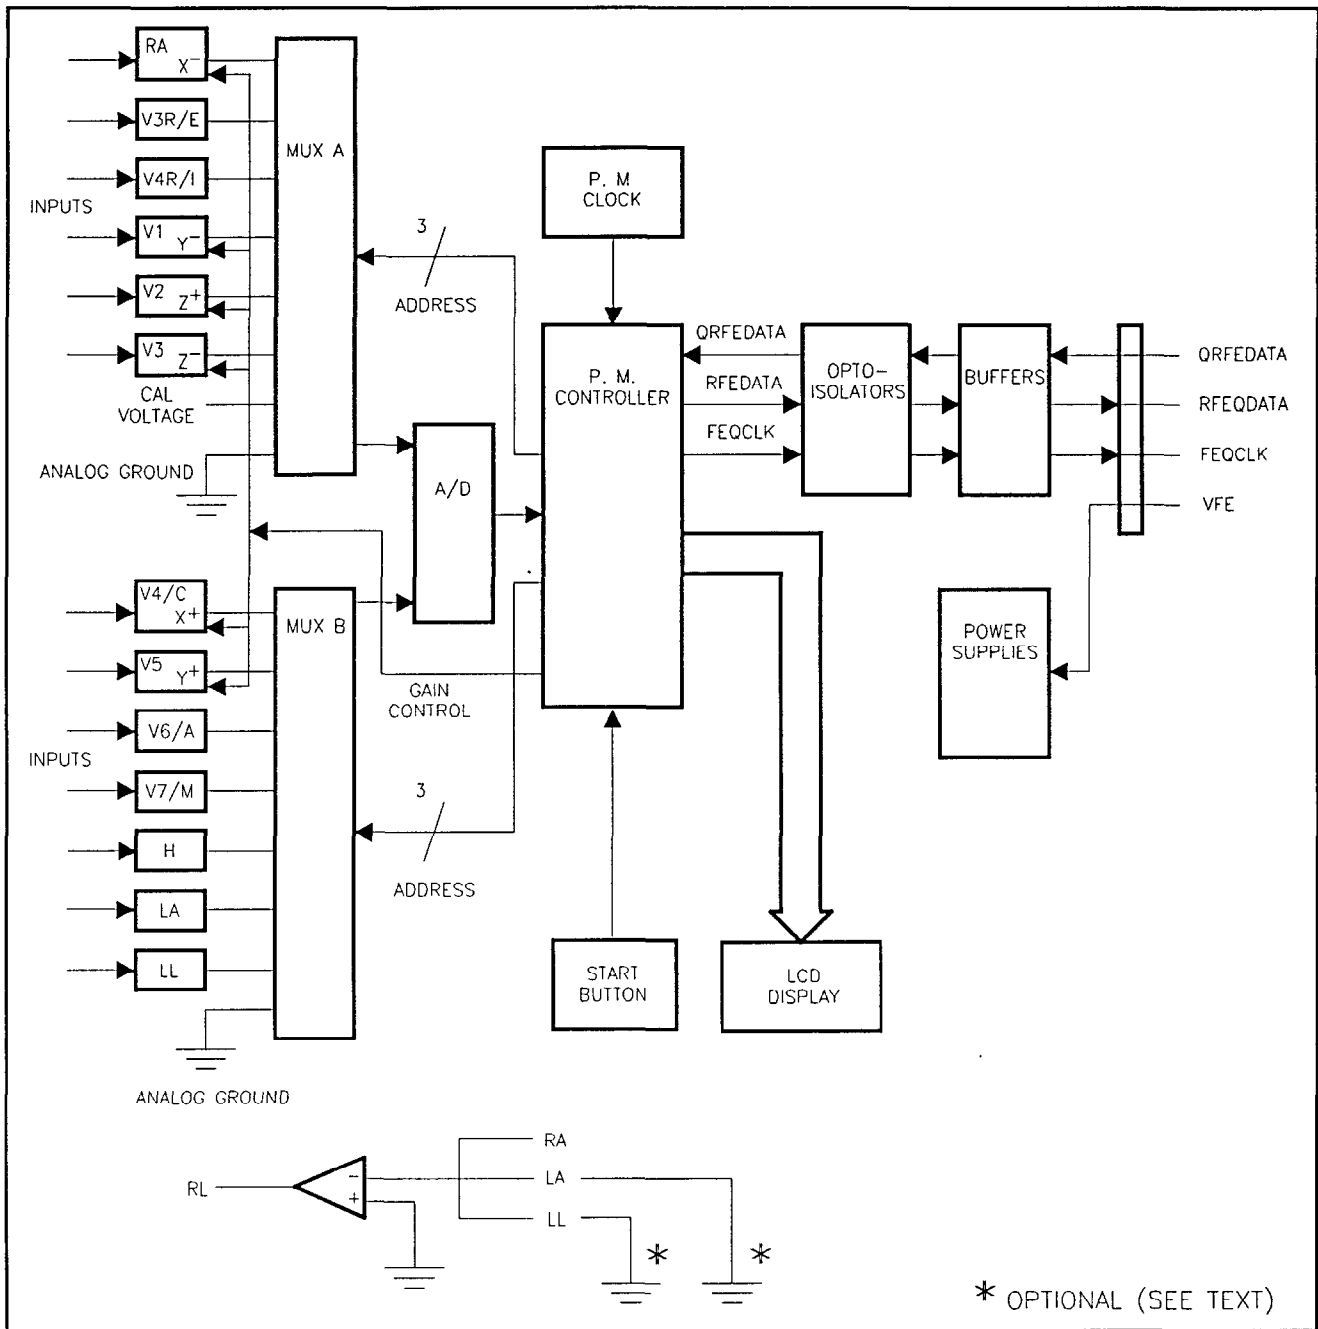 RA
X-
V3R/E
MUX A
P. M
CLOCK
V4R/I
INPUTS
V1
Y-
3
V2
Z+
ADDRESS
V3
Z-
CAL
VOLTAGE
ANALOG GROUND
A/D
P. M.
CONTROLLER
QRFEDATA
RFEDATA
FEQCLK
OPTO-
ISOLATORS
BUFFERS
QRFEDATA
RFEQDATA
FEQCLK
VFE
V4/C
X+
MUX B
V5
Y+
GAIN
CONTROL
POWER
SUPPLIES
V6/A
INPUTS
V7/M
3
H
ADDRESS
LA
LL
START
BUTTON
LCD
DISPLAY
ANALOG GROUND
RA
RL
-
+
LA
LL
*
*
* OPTIONAL (SEE TEXT)